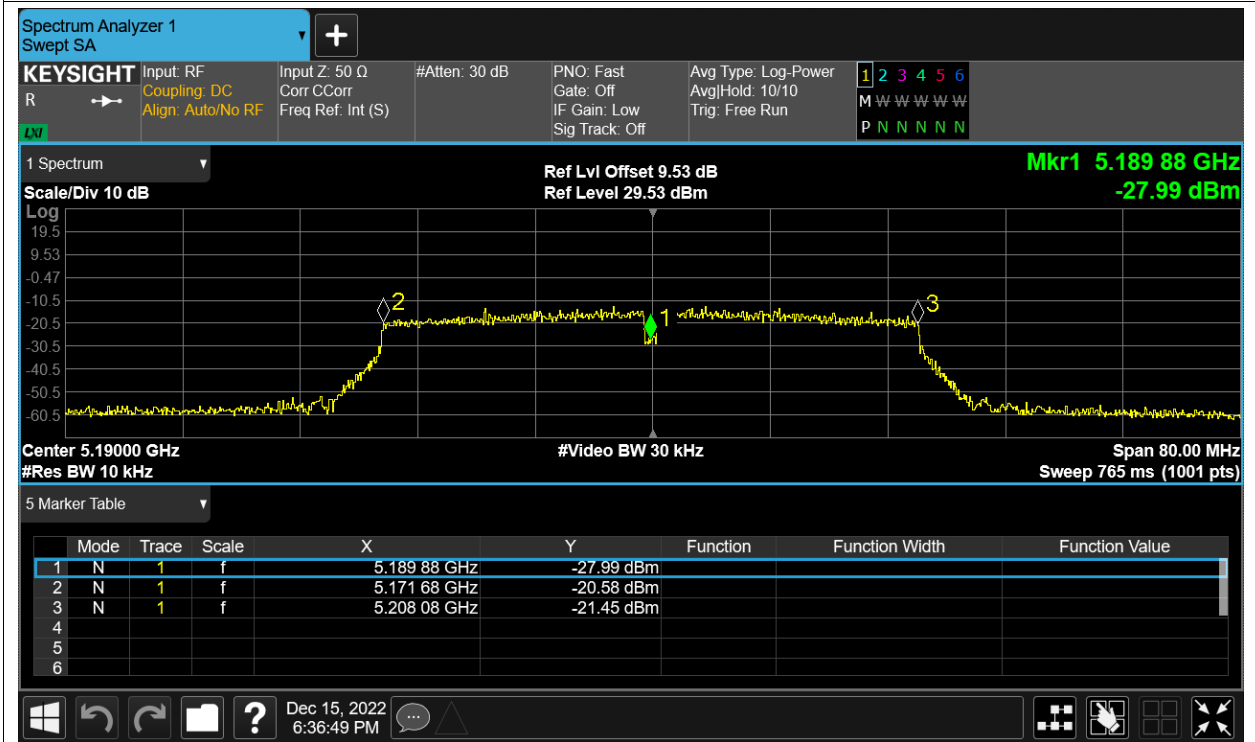 Spectrum Analyzer 1
Swept SA
+
KEYSIGHT Input: RF Input Z: 50 Ω #Atten: 30 dB PNO: Fast Avg Type: Log-Power 1 2 3 4 5 6
R Coupling: DC Corr CCorr Gate: Off Avg|Hold: 10/10 M W W W W W
Align: Auto/No RF Freq Ref: Int (S) IF Gain: Low Trig: Free Run
LXI Sig Track: Off P N N N N N
1 Spectrum Ref Lvl Offset 9.53 dB Mkr1 5.189 88 GHz
Scale/Div 10 dB Ref Level 29.53 dBm -27.99 dBm
Log
19.5
9.53
-0.47
-10.5 2 3
-20.5 1
-30.5
-40.5
-50.5
-60.5
Center 5.19000 GHz #Video BW 30 kHz Span 80.00 MHz
#Res BW 10 kHz Sweep 765 ms (1001 pts)
5 Marker Table
Mode Trace Scale X Y Function Function Width Function Value
1 N 1 f 5.189 88 GHz -27.99 dBm
2 N 1 f 5.171 68 GHz -20.58 dBm
3 N 1 f 5.208 08 GHz -21.45 dBm
4
5
6
? Dec 15, 2022
6:36:49 PM